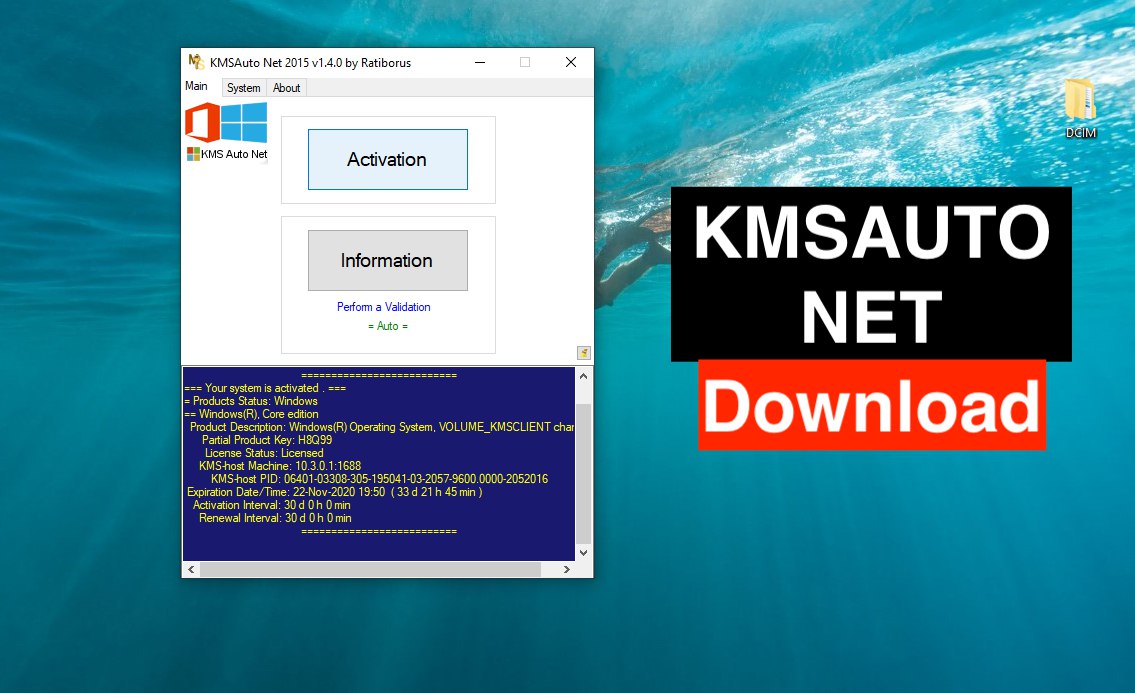 KMSAuto Net 2015 v1.4.0 by Ratiborus
Main System About
KMS Auto Net
Activation
Information
Perform a Validation
= Auto =
==========================
=== Your system is activated . ===
= Products Status: Windows
== Windows(R), Core edition
Product Description: Windows(R) Operating System, VOLUME_KMSCLIENT chan
Partial Product Key: H8Q99
License Status: Licensed
KMS-host Machine: 10.3.0.1:1688
KMS-host PID: 06401-03308-305-195041-03-2057-9600.0000-2052016
Expiration Date/Time: 22-Nov-2020 19:50 ( 33 d 21 h 45 min )
Activation Interval: 30 d 0 h 0 min
Renewal Interval: 30 d 0 h 0 min
==========================
DCIM
KMSAUTO
NET
Download